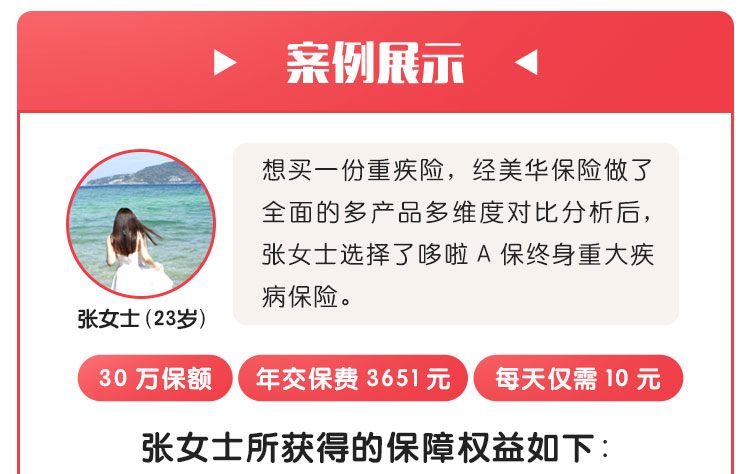 案例展示
想买一份重疾险，经美华保险做了
全面的多产品多维度对比分析后，
张女士选择了哆啦 A 保终身重大疾
病保险。
张女士(23岁)
30 万保额
年交保费 3651 元
每天仅需 10 元
张女士所获得的保障权益如下：